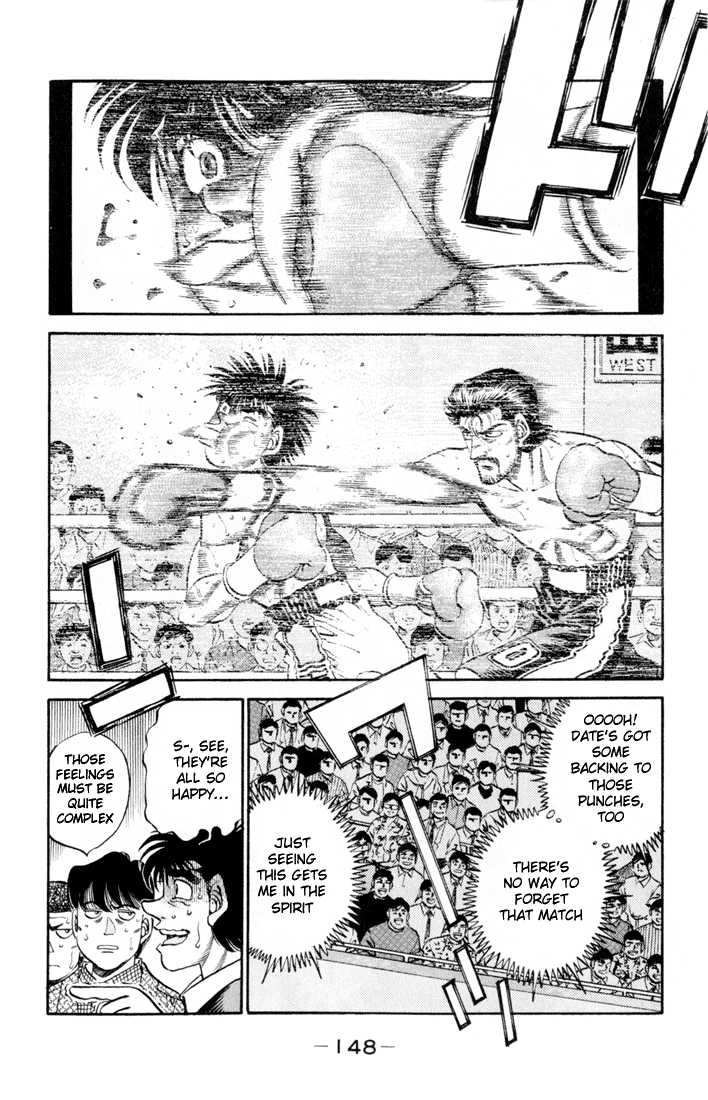 WEST
OOOOH!
DATE'S GOT
SOME
BACKING TO
THOSE
PUNCHES,
TOO
THERE'S
NO WAY TO
FORGET
THAT MATCH
JUST
SEEING
THIS GETS
ME IN THE
SPIRIT
S-, SEE,
THEY'RE
ALL SO
HAPPY...
THOSE
FEELINGS
MUST BE
QUITE
COMPLEX
—148—